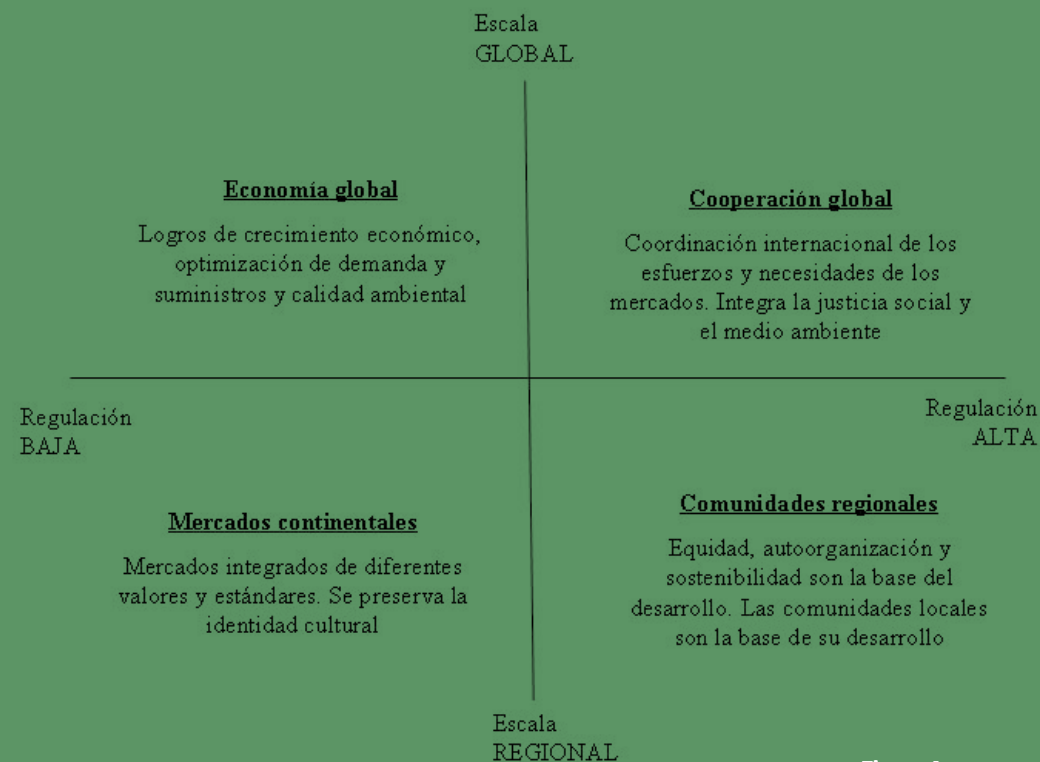 Escala
GLOBAL
Economía global
Logros de crecimiento económico,
optimización de demanda y
suministros y calidad ambiental
Cooperación global
Coordinación internacional de los
esfuerzos y necesidades de los
mercados. Integra la justicia social y
el medio ambiente
Regulación
BAJA
Regulación
ALTA
Mercados continentales
Mercados integrados de diferentes
valores y estándares. Se preserva la
identidad cultural
Comunidades regionales
Equidad, autoorganización y
sostenibilidad son la base del
desarrollo. Las comunidades locales
son la base de su desarrollo
Escala
REGIONAL